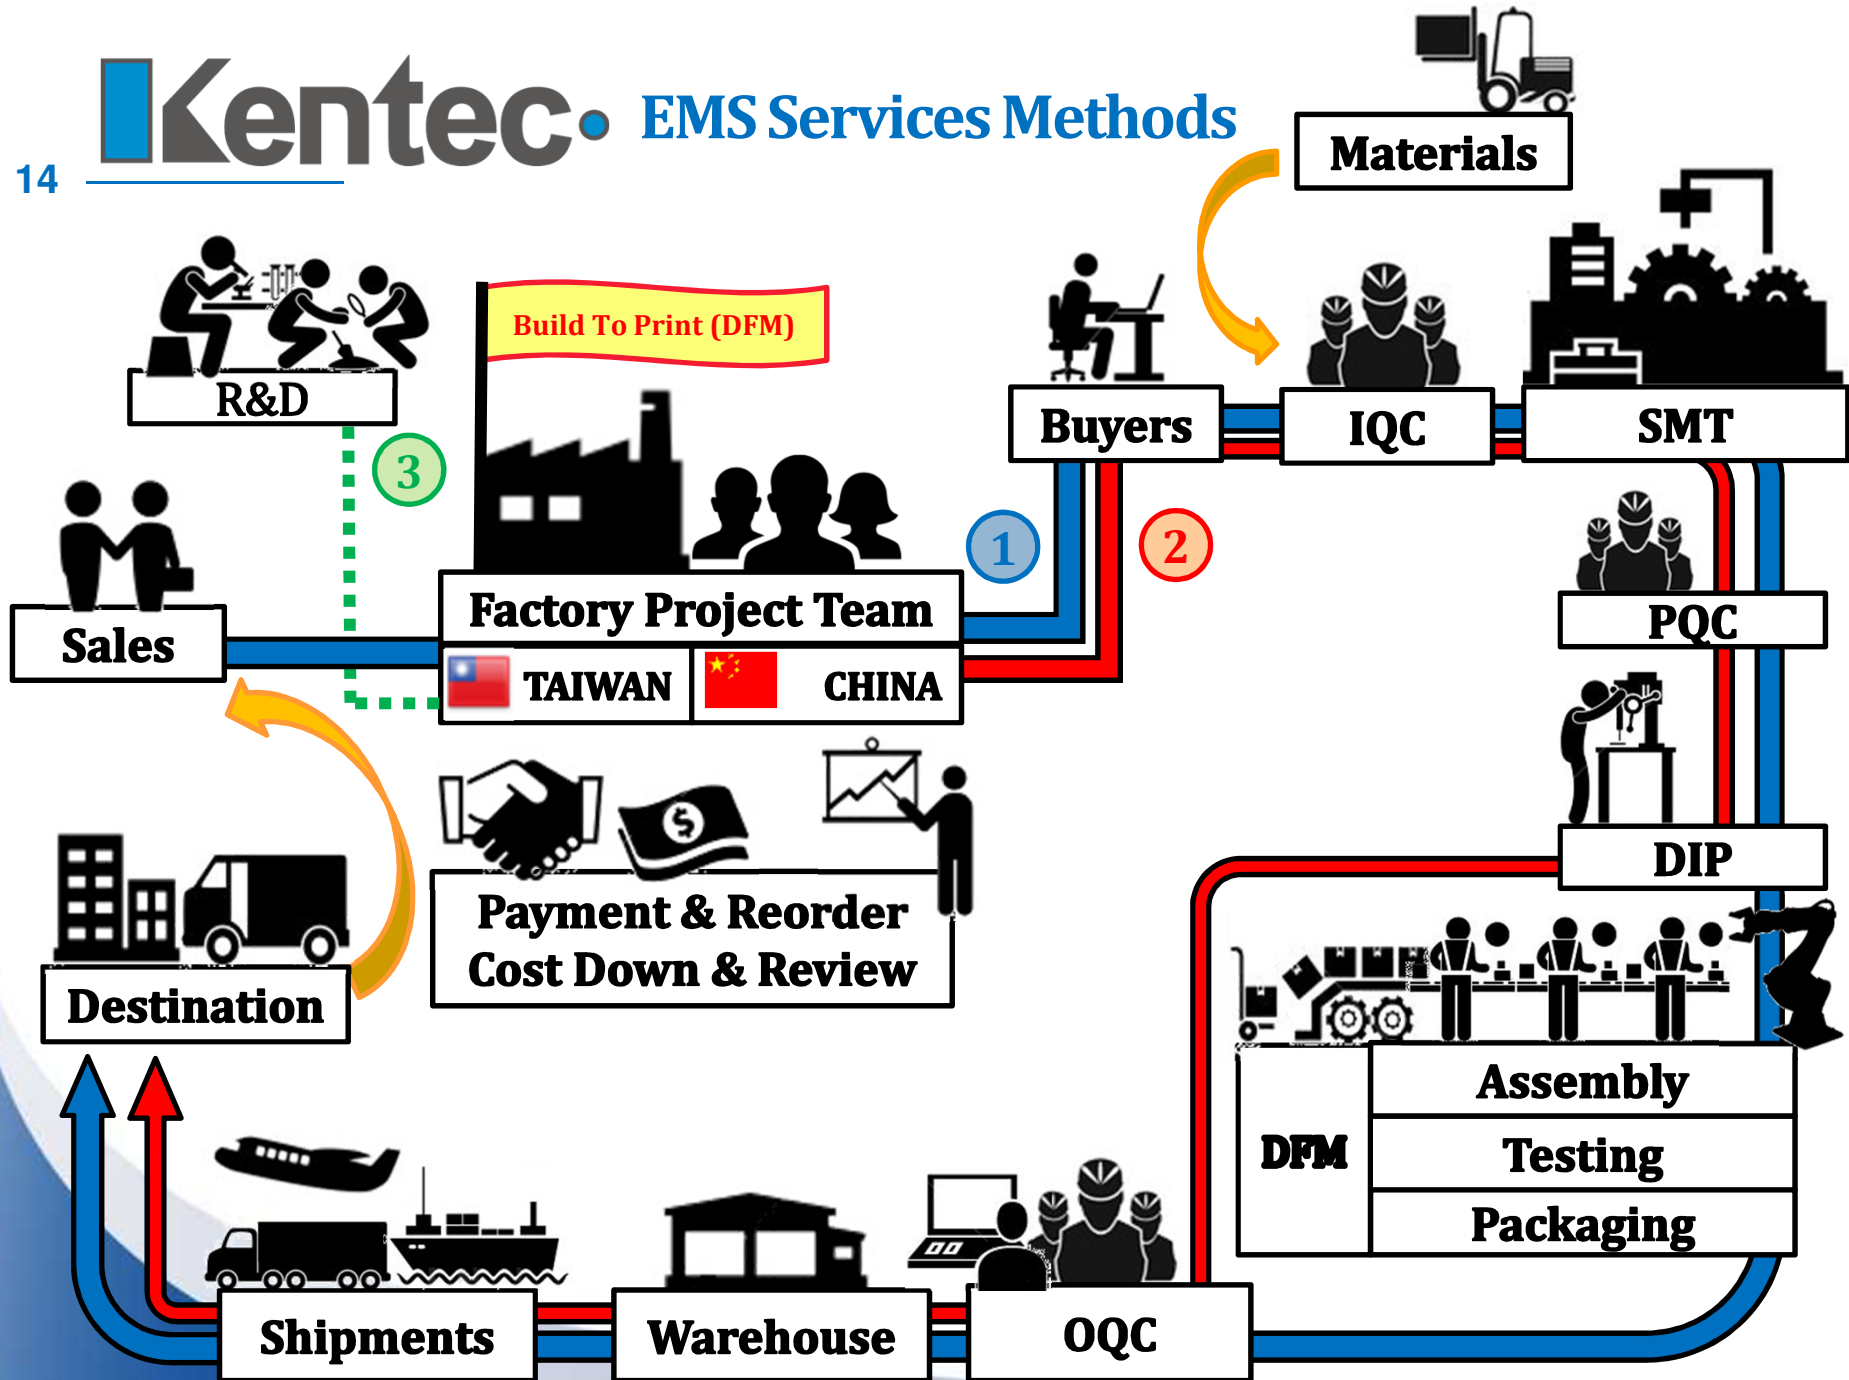 Kentec
EMS Services Methods
14
Materials
Build To Print (DFM)
R&D
3
Buyers
IQC
SMT
1
2
Sales
Factory Project Team
TAIWAN
CHINA
PQC
DIP
$
Payment & Reorder
Cost Down & Review
Destination
DFM
Assembly
Testing
Packaging
Shipments
Warehouse
OQC